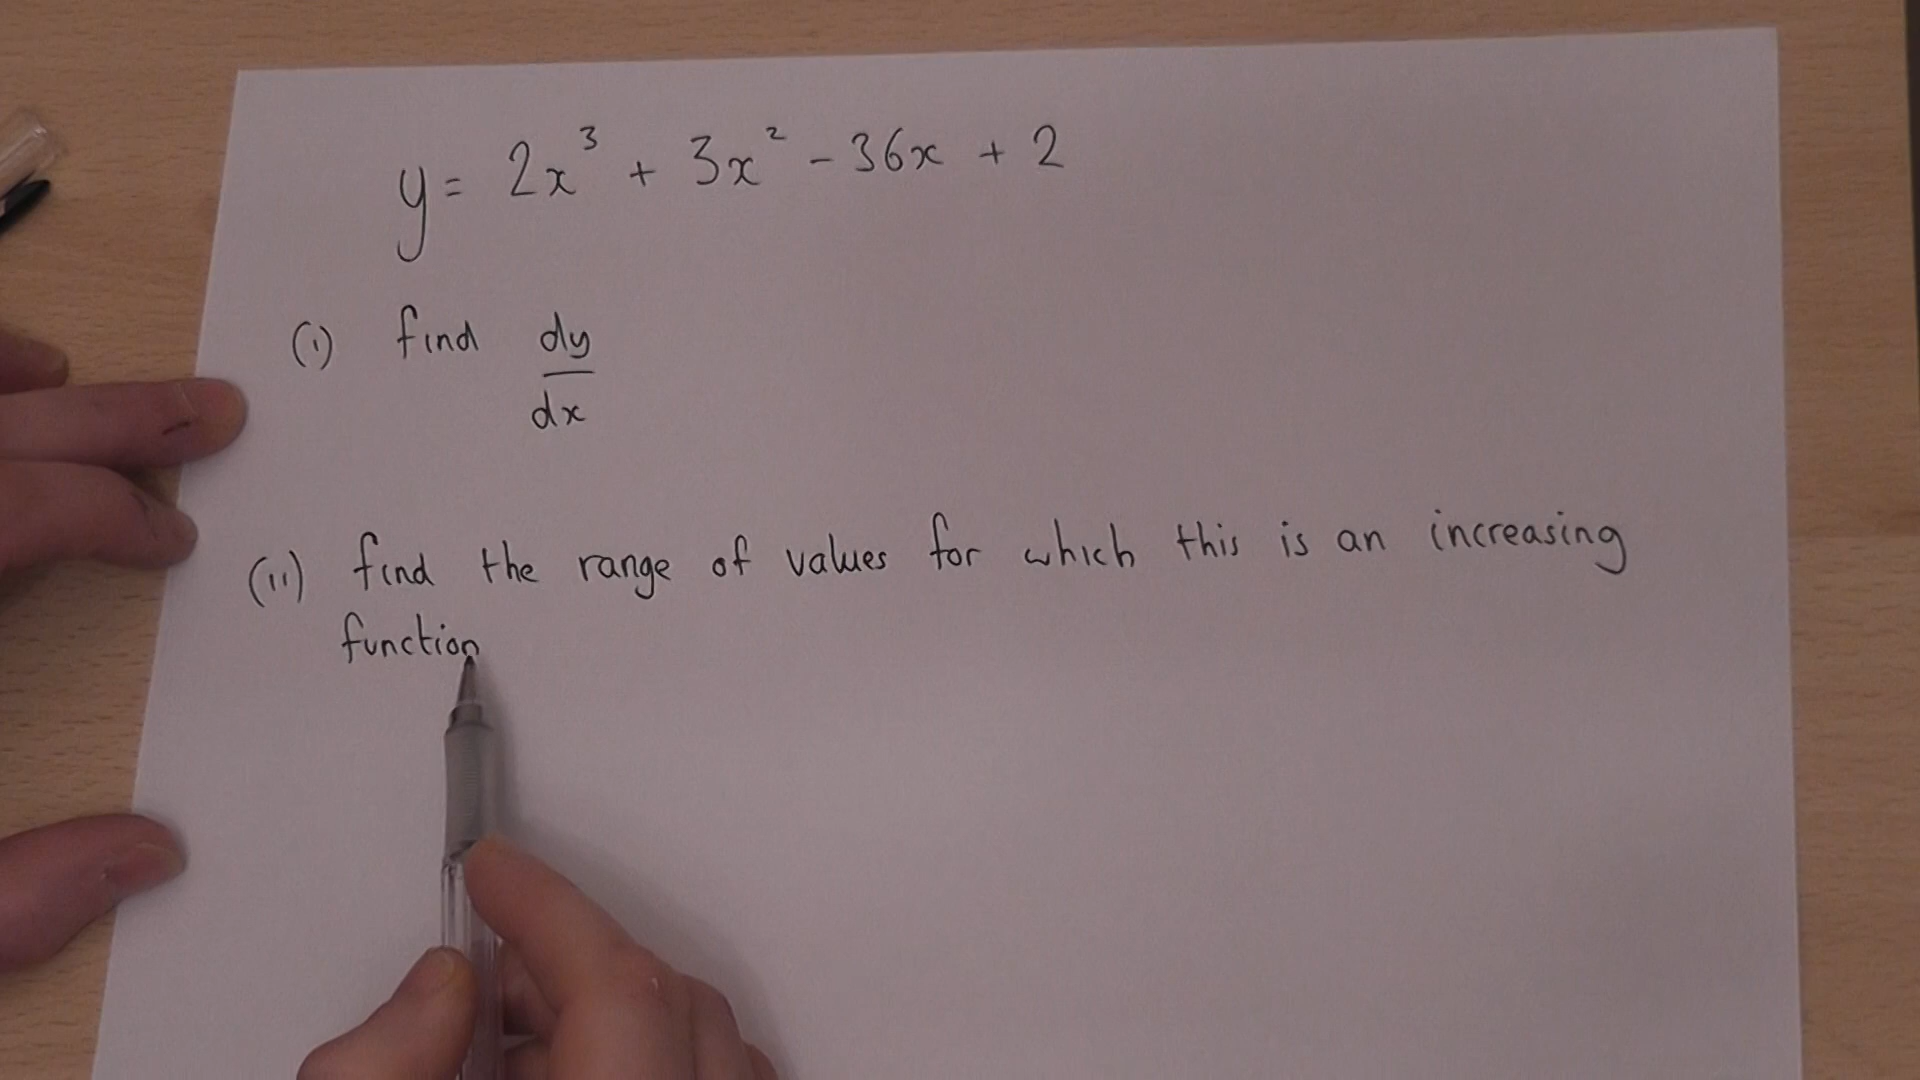 y = 2x³ + 3x² - 36x + 2
(i) find dy/dx
(ii) find the range of values for which this is an increasing
function